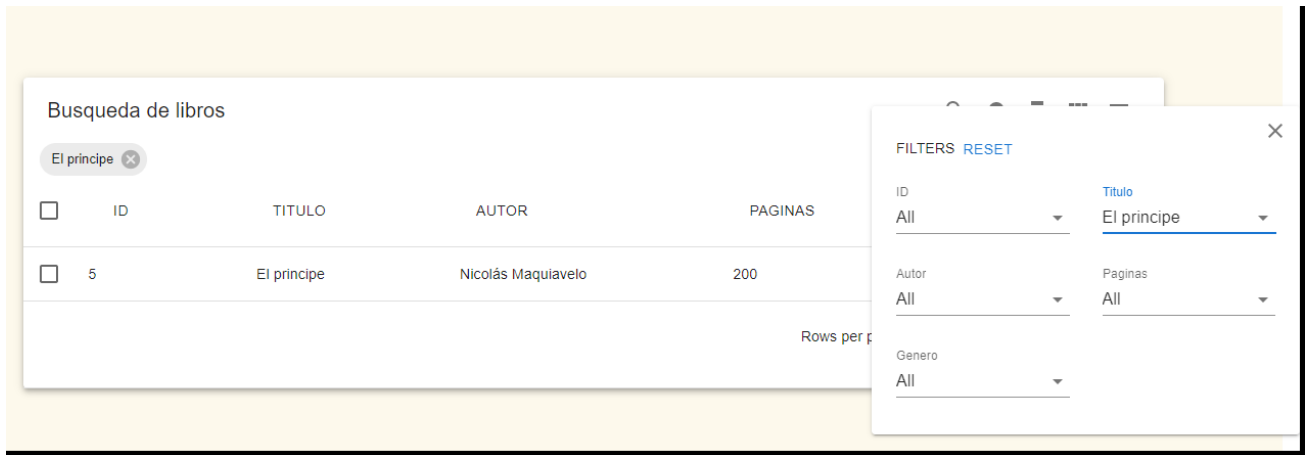 Busqueda de libros
El principe
ID TITULO AUTOR PAGINAS
5 El principe Nicolás Maquiavelo 200
Rows per
FILTERS RESET
ID Titulo
All El principe
Autor Paginas
All All
Genero
All